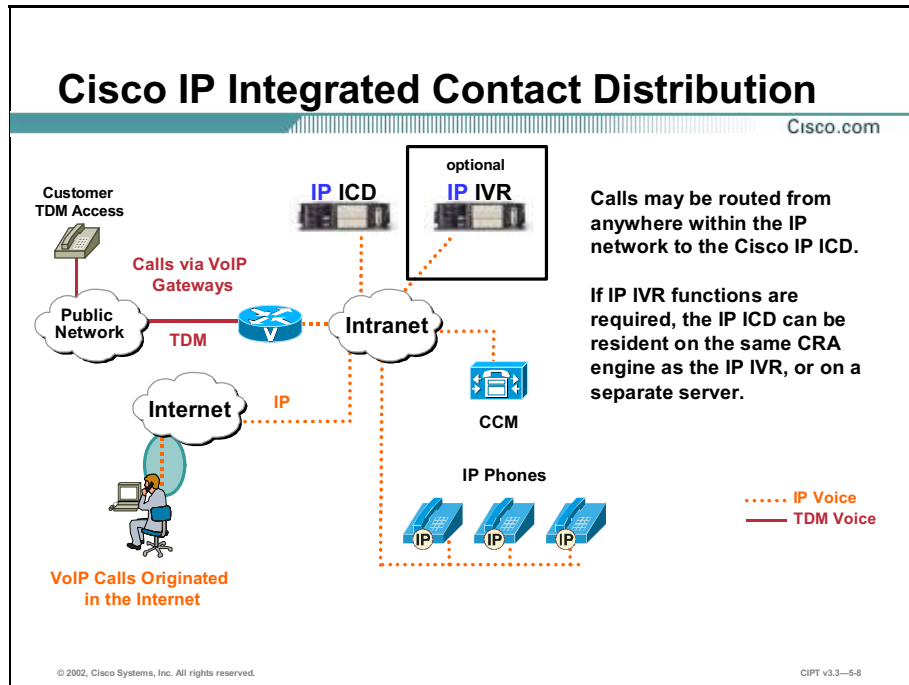 Cisco IP Integrated Contact Distribution
Cisco.com
optional
IP ICD
IP IVR
Customer
TDM Access
Calls via VoIP
Gateways
Public
Network
TDM
V
Intranet
Internet
IP
CCM
IP Phones
IP
IP
IP
VoIP Calls Originated
in the Internet
Calls may be routed from
anywhere within the IP
network to the Cisco IP ICD.
If IP IVR functions are
required, the IP ICD can be
resident on the same CRA
engine as the IP IVR, or on a
separate server.
IP Voice
TDM Voice
© 2002, Cisco Systems, Inc. All rights reserved.
CIPT v3.3—5-8